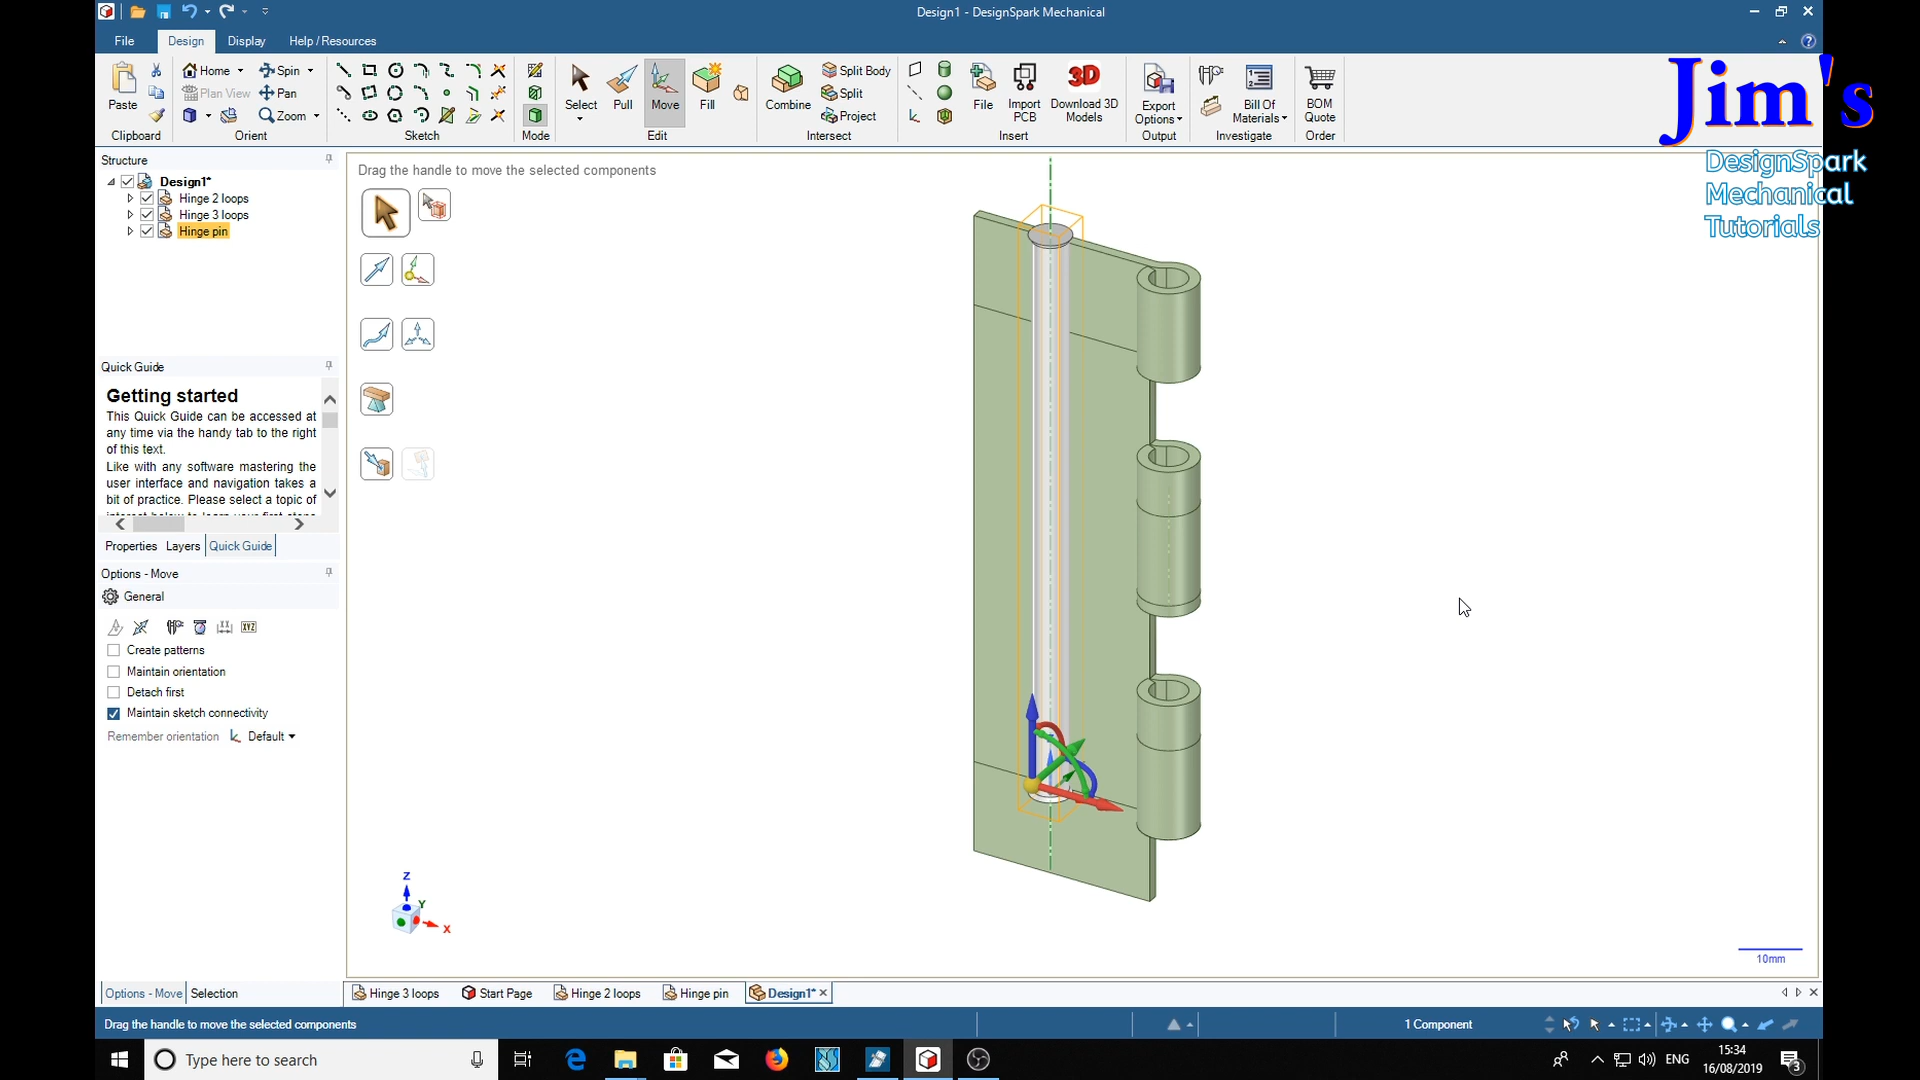 Design1 - DesignSpark Mechanical
File Design Display Help / Resources
Paste
Clipboard
Home
Plan View
Spin
Pan
Zoom
Orient
Sketch
Mode
Select
Pull
Move
Fill
Edit
Combine
Split Body
Split
Project
Intersect
File
Import
PCB
Download 3D
Models
Insert
3D
Export
Options
Output
Bill Of
Materials
Investigate
BOM
Quote
Order
Jim's
DesignSpark
Mechanical
Tutorials
Structure
Design1*
Hinge 2 loops
Hinge 3 loops
Hinge pin
Drag the handle to move the selected components
Quick Guide
Getting started
This Quick Guide can be accessed at
any time via the handy tab to the right
of this text.
Like with any software mastering the
user interface and navigation takes a
bit of practice. Please select a topic of
Properties Layers Quick Guide
Options - Move
General
XYZ
Create patterns
Maintain orientation
Detach first
Maintain sketch connectivity
Remember orientation Default
Z
Y
X
10mm
Options - Move Selection
Hinge 3 loops Start Page Hinge 2 loops Hinge pin Design1*
Drag the handle to move the selected components
1 Component
Type here to search
ENG
15:34
16/08/2019
3